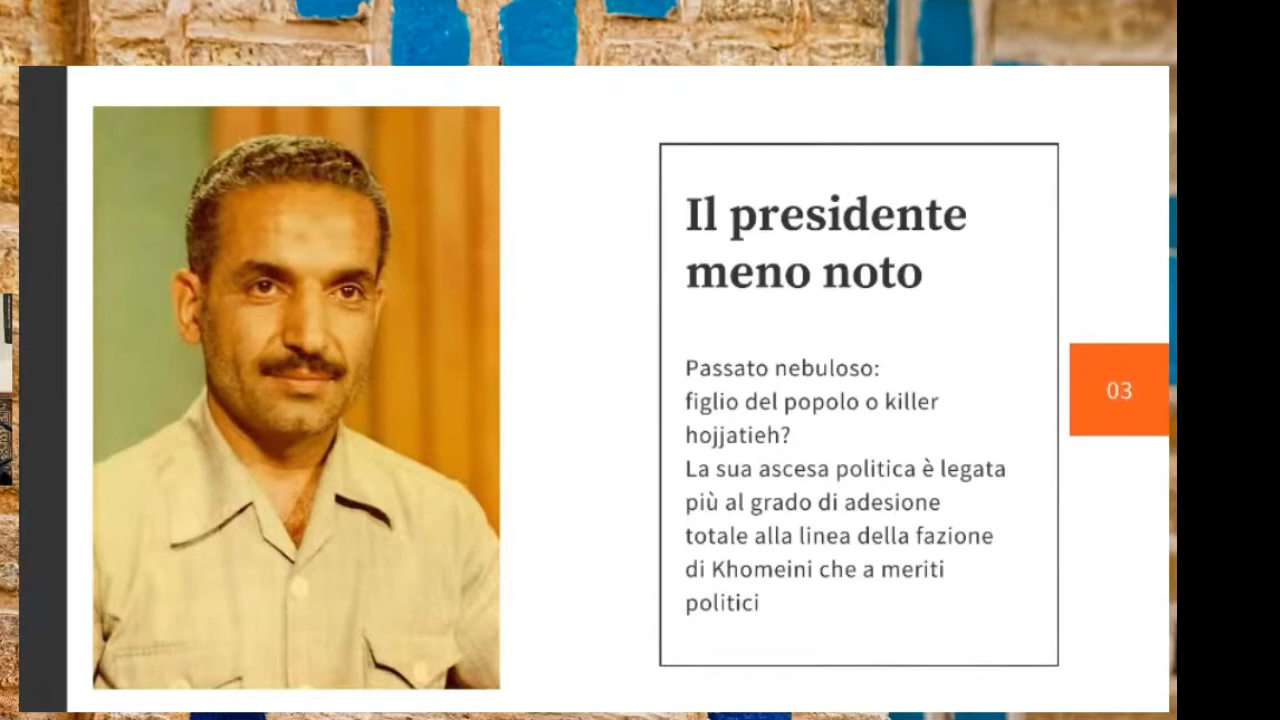 Il presidente
meno noto
Passato nebuloso:
figlio del popolo o killer
hojjatieh?
La sua ascesa politica è legata
più al grado di adesione
totale alla linea della fazione
di Khomeini che a meriti
politici
03